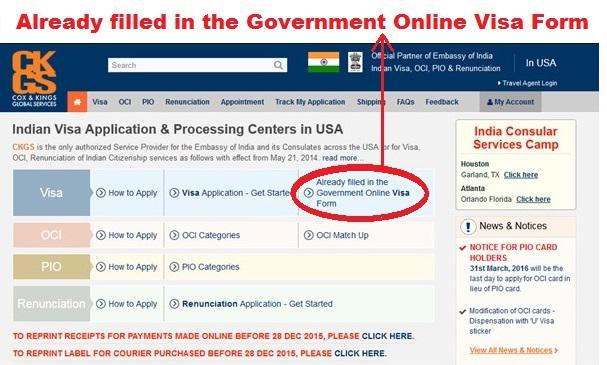 Already filled in the Government Online Visa Form
CKGS
COX & KINGS
GLOBAL SERVICES
Search
Official Partner of Embassy of India
Indian Visa, OCI, PIO & Renunciation
In USA
Travel Agent Login
Visa OCI PIO Renunciation Appointment Track My Application Shipping FAQs Feedback My Account
Indian Visa Application & Processing Centers in USA
CKGS is the only authorized Service Provider for the Embassy of India and its Consulates across the USA for for Visa,
OCI, Renunciation of Indian Citizenship services as follows with effect from May 21, 2014. read more...
Visa How to Apply Visa Application - Get Started Already filled in the
Government Online Visa
Form
OCI How to Apply OCI Categories OCI Match Up
PIO How to Apply PIO Categories
Renunciation How to Apply Renunciation Application - Get Started
TO REPRINT RECEIPTS FOR PAYMENTS MADE ONLINE BEFORE 28 DEC 2015, PLEASE CLICK HERE.
TO REPRINT LABEL FOR COURIER PURCHASED BEFORE 28 DEC 2015, PLEASE CLICK HERE.
India Consular
Services Camp
Houston
Garland, TX Click here
Atlanta
Orlando Florida Click here
News & Notices
NOTICE FOR PIO CARD
HOLDERS
31st March, 2016 will be the
last day to apply for OCI card in
lieu of PIO card.
Modification of OCI cards -
Dispensation with 'U' Visa
sticker
View All News & Notices >